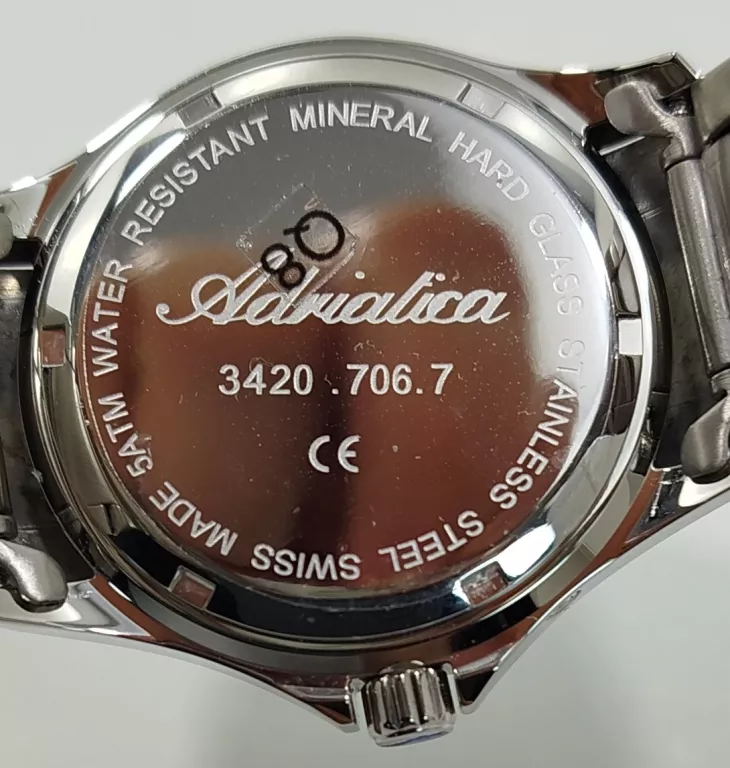 5ATM WATER RESISTANT MINERAL HARD GLASS STAINLESS STEEL SWISS MADE
80
Adriatica
3420 .706.7
CE